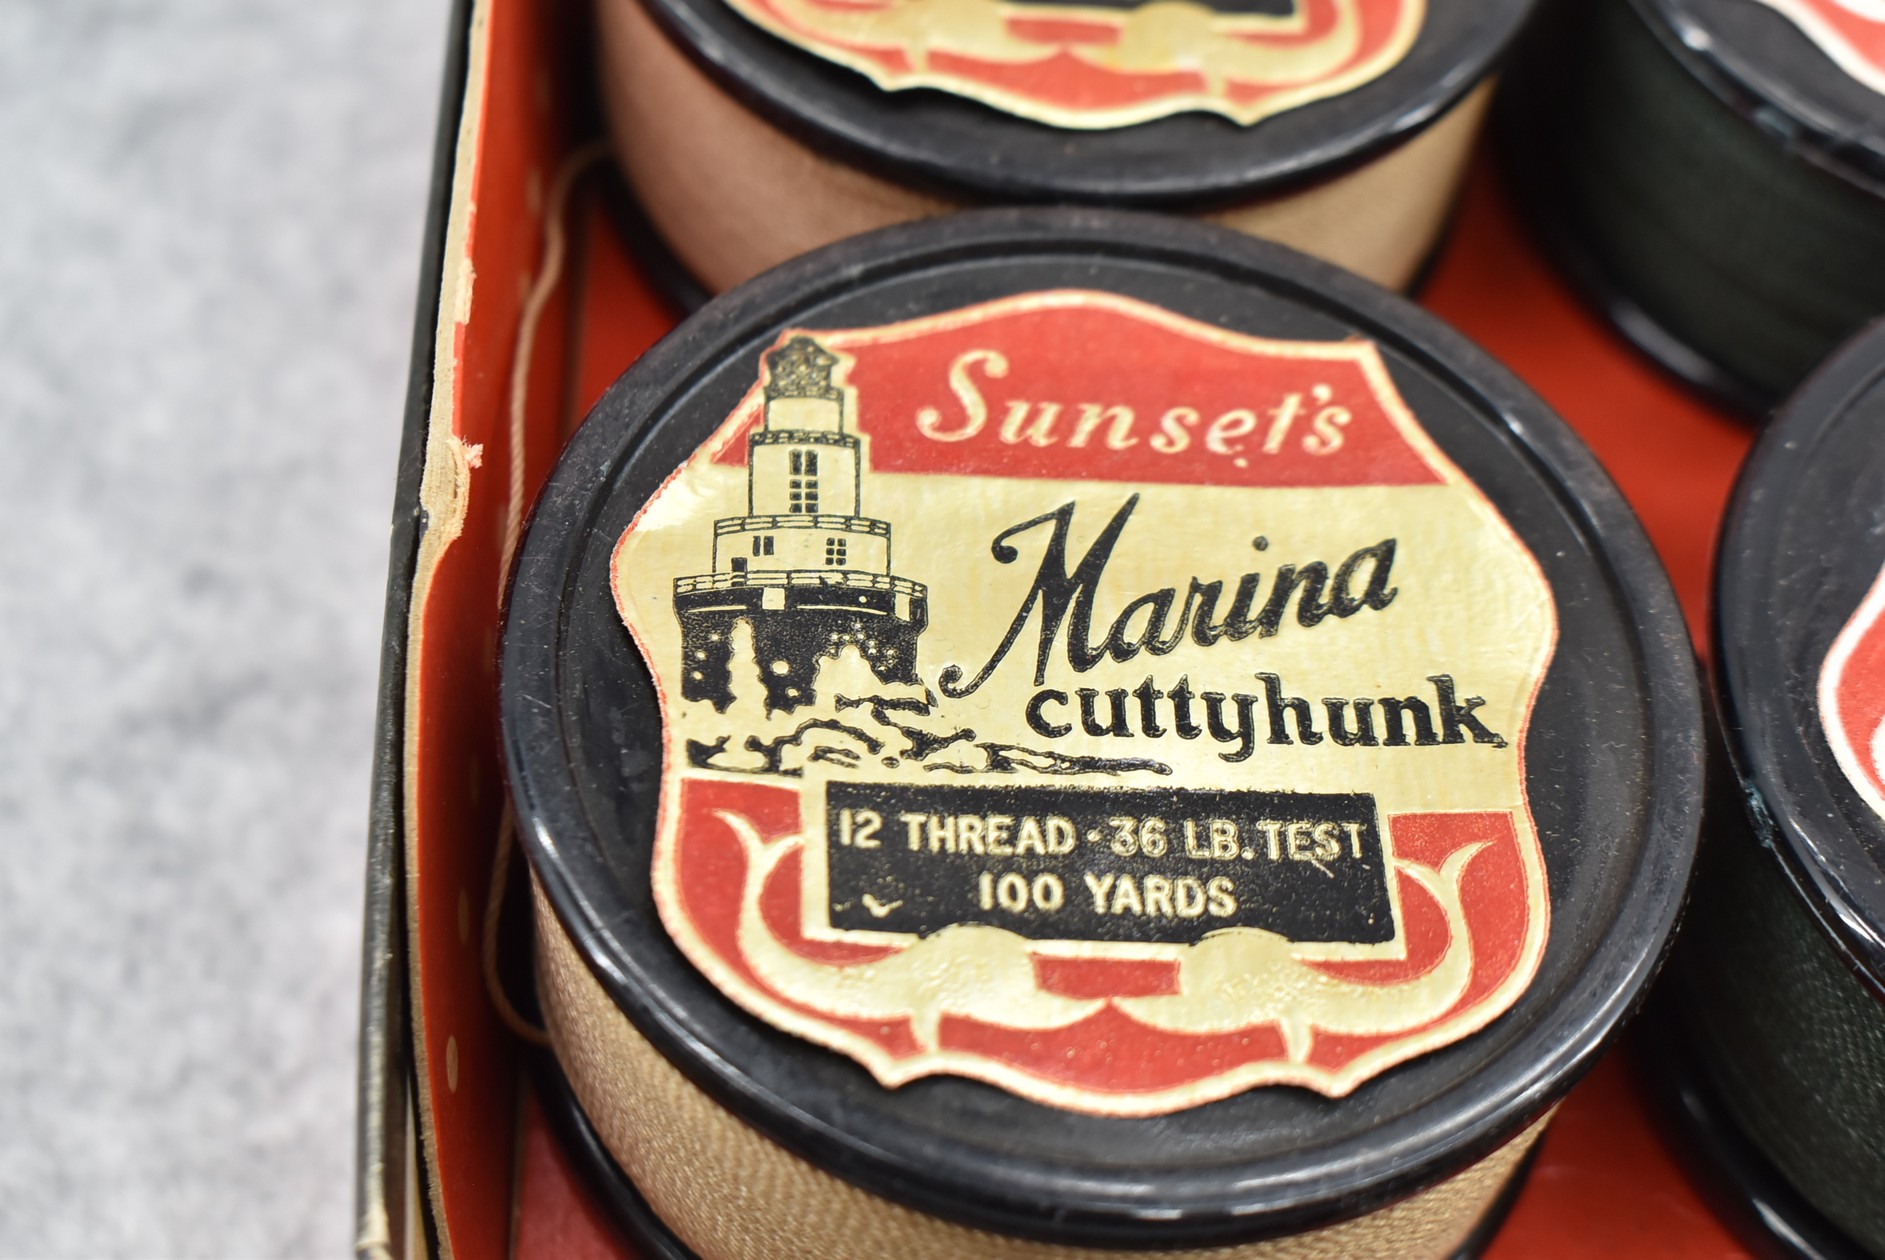 Sunset's
Marina
cuttyhunk
12 THREAD · 36 LB. TEST
100 YARDS